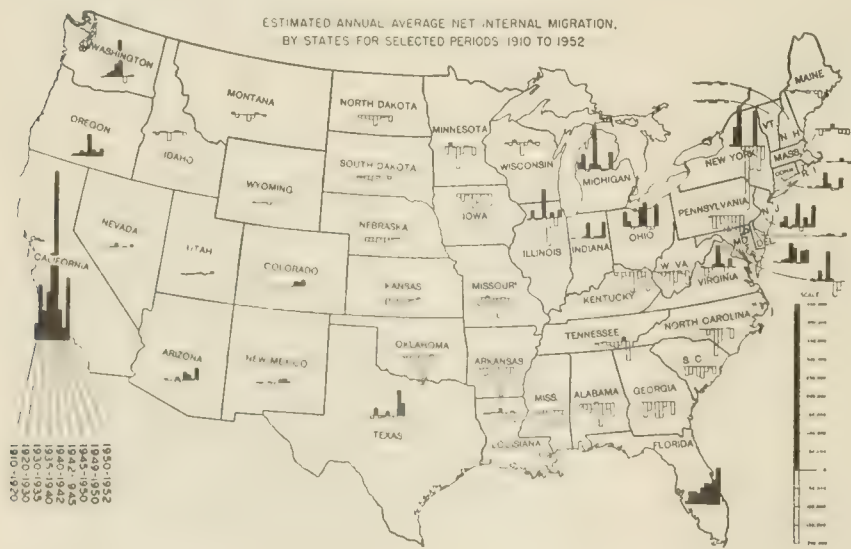 ESTIMATED ANNUAL AVERAGE NET INTERNAL MIGRATION,
BY STATES FOR SELECTED PERIODS 1910 TO 1952
WASHINGTON
MONTANA
NORTH DAKOTA
MINNESOTA
MAINE
OREGON
IDAHO
SOUTH DAKOTA
WISCONSIN
MICHIGAN
NEW YORK
VT.
N. H.
MASS.
CONN.
R. I.
WYOMING
NEVADA
UTAH
COLORADO
NEBRASKA
IOWA
ILLINOIS
INDIANA
OHIO
PENNSYLVANIA
N J
MD.
DEL.
CALIFORNIA
KANSAS
MISSOURI
KENTUCKY
W VA.
VIRGINIA
SCALE
ARIZONA
NEW MEXICO
OKLAHOMA
ARKANSAS
TENNESSEE
NORTH CAROLINA
S. C.
TEXAS
LOUISIANA
MISS.
ALABAMA
GEORGIA
FLORIDA
1950-1952
1949-1950
1945-1950
1942-1945
1940-1942
1935-1940
1930-1935
1920-1930
1910-1920